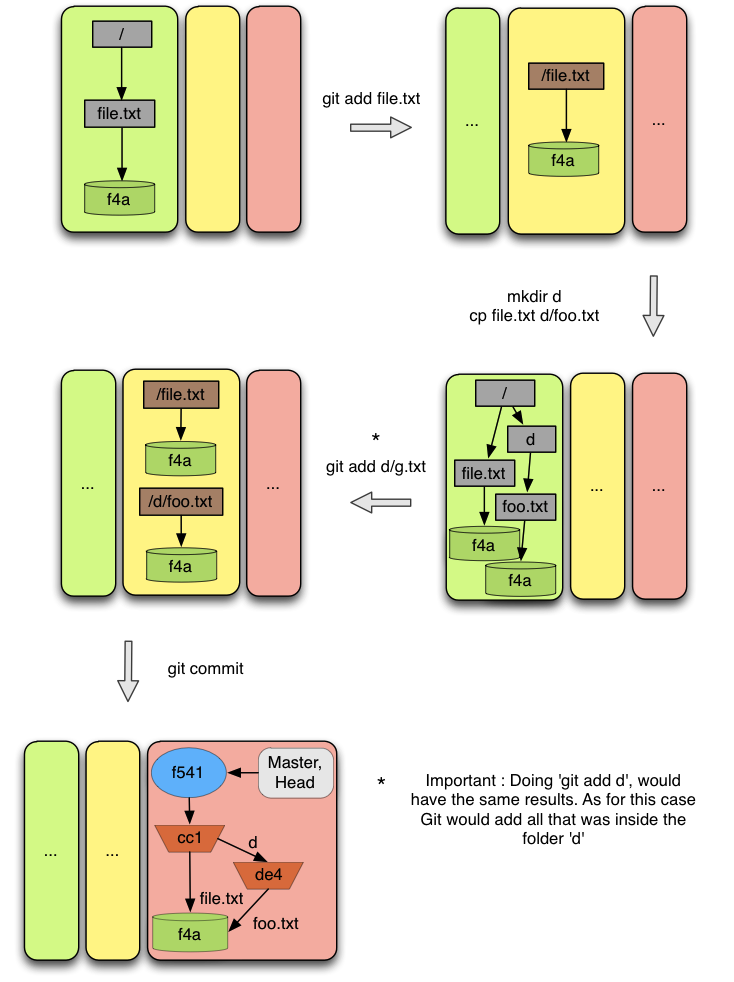 /
file.txt
f4a
git add file.txt
...
/file.txt
f4a
...
mkdir d
cp file.txt d/foo.txt
/
d
file.txt
foo.txt
f4a
f4a
...
...
*
git add d/g.txt
...
/file.txt
f4a
/d/foo.txt
f4a
...
git commit
...
...
f541
Master,
Head
cc1
d
de4
file.txt
foo.txt
f4a
*
Important : Doing 'git add d', would
have the same results. As for this case
Git would add all that was inside the
folder 'd'